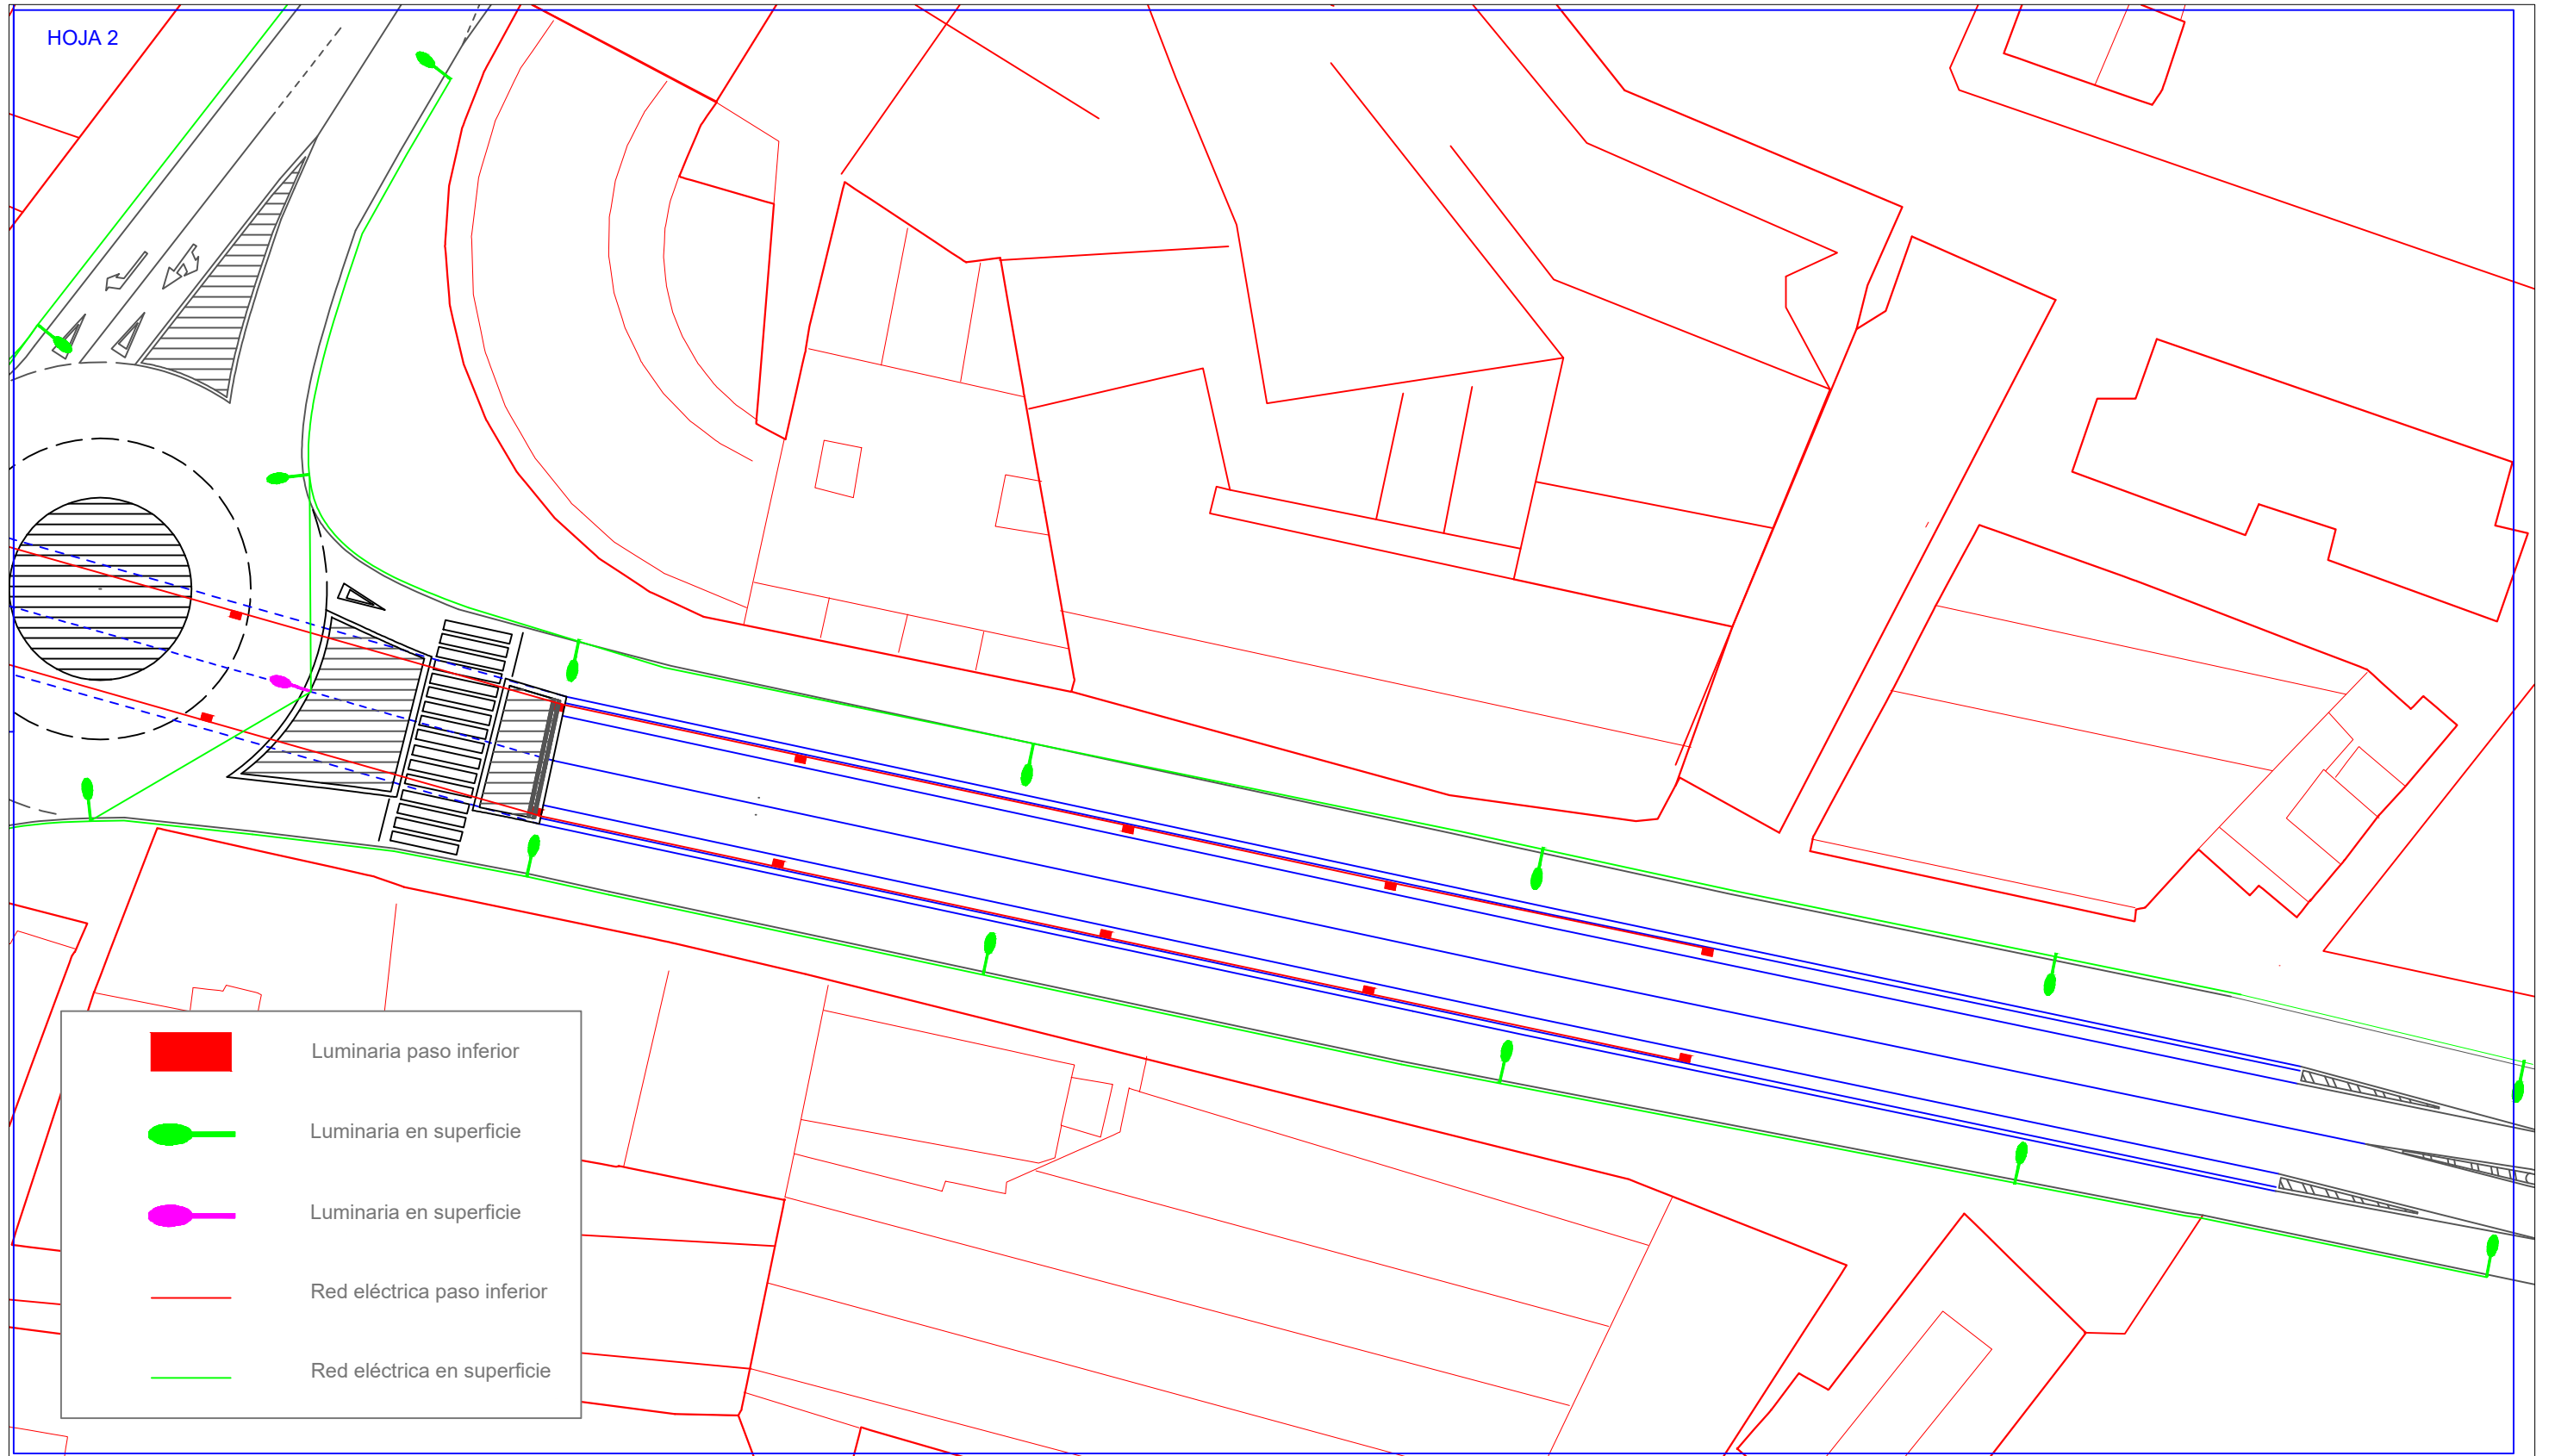 HOJA 2
Luminaria paso inferior
Luminaria en superficie
Luminaria en superficie
Red eléctrica paso inferior
Red eléctrica en superficie